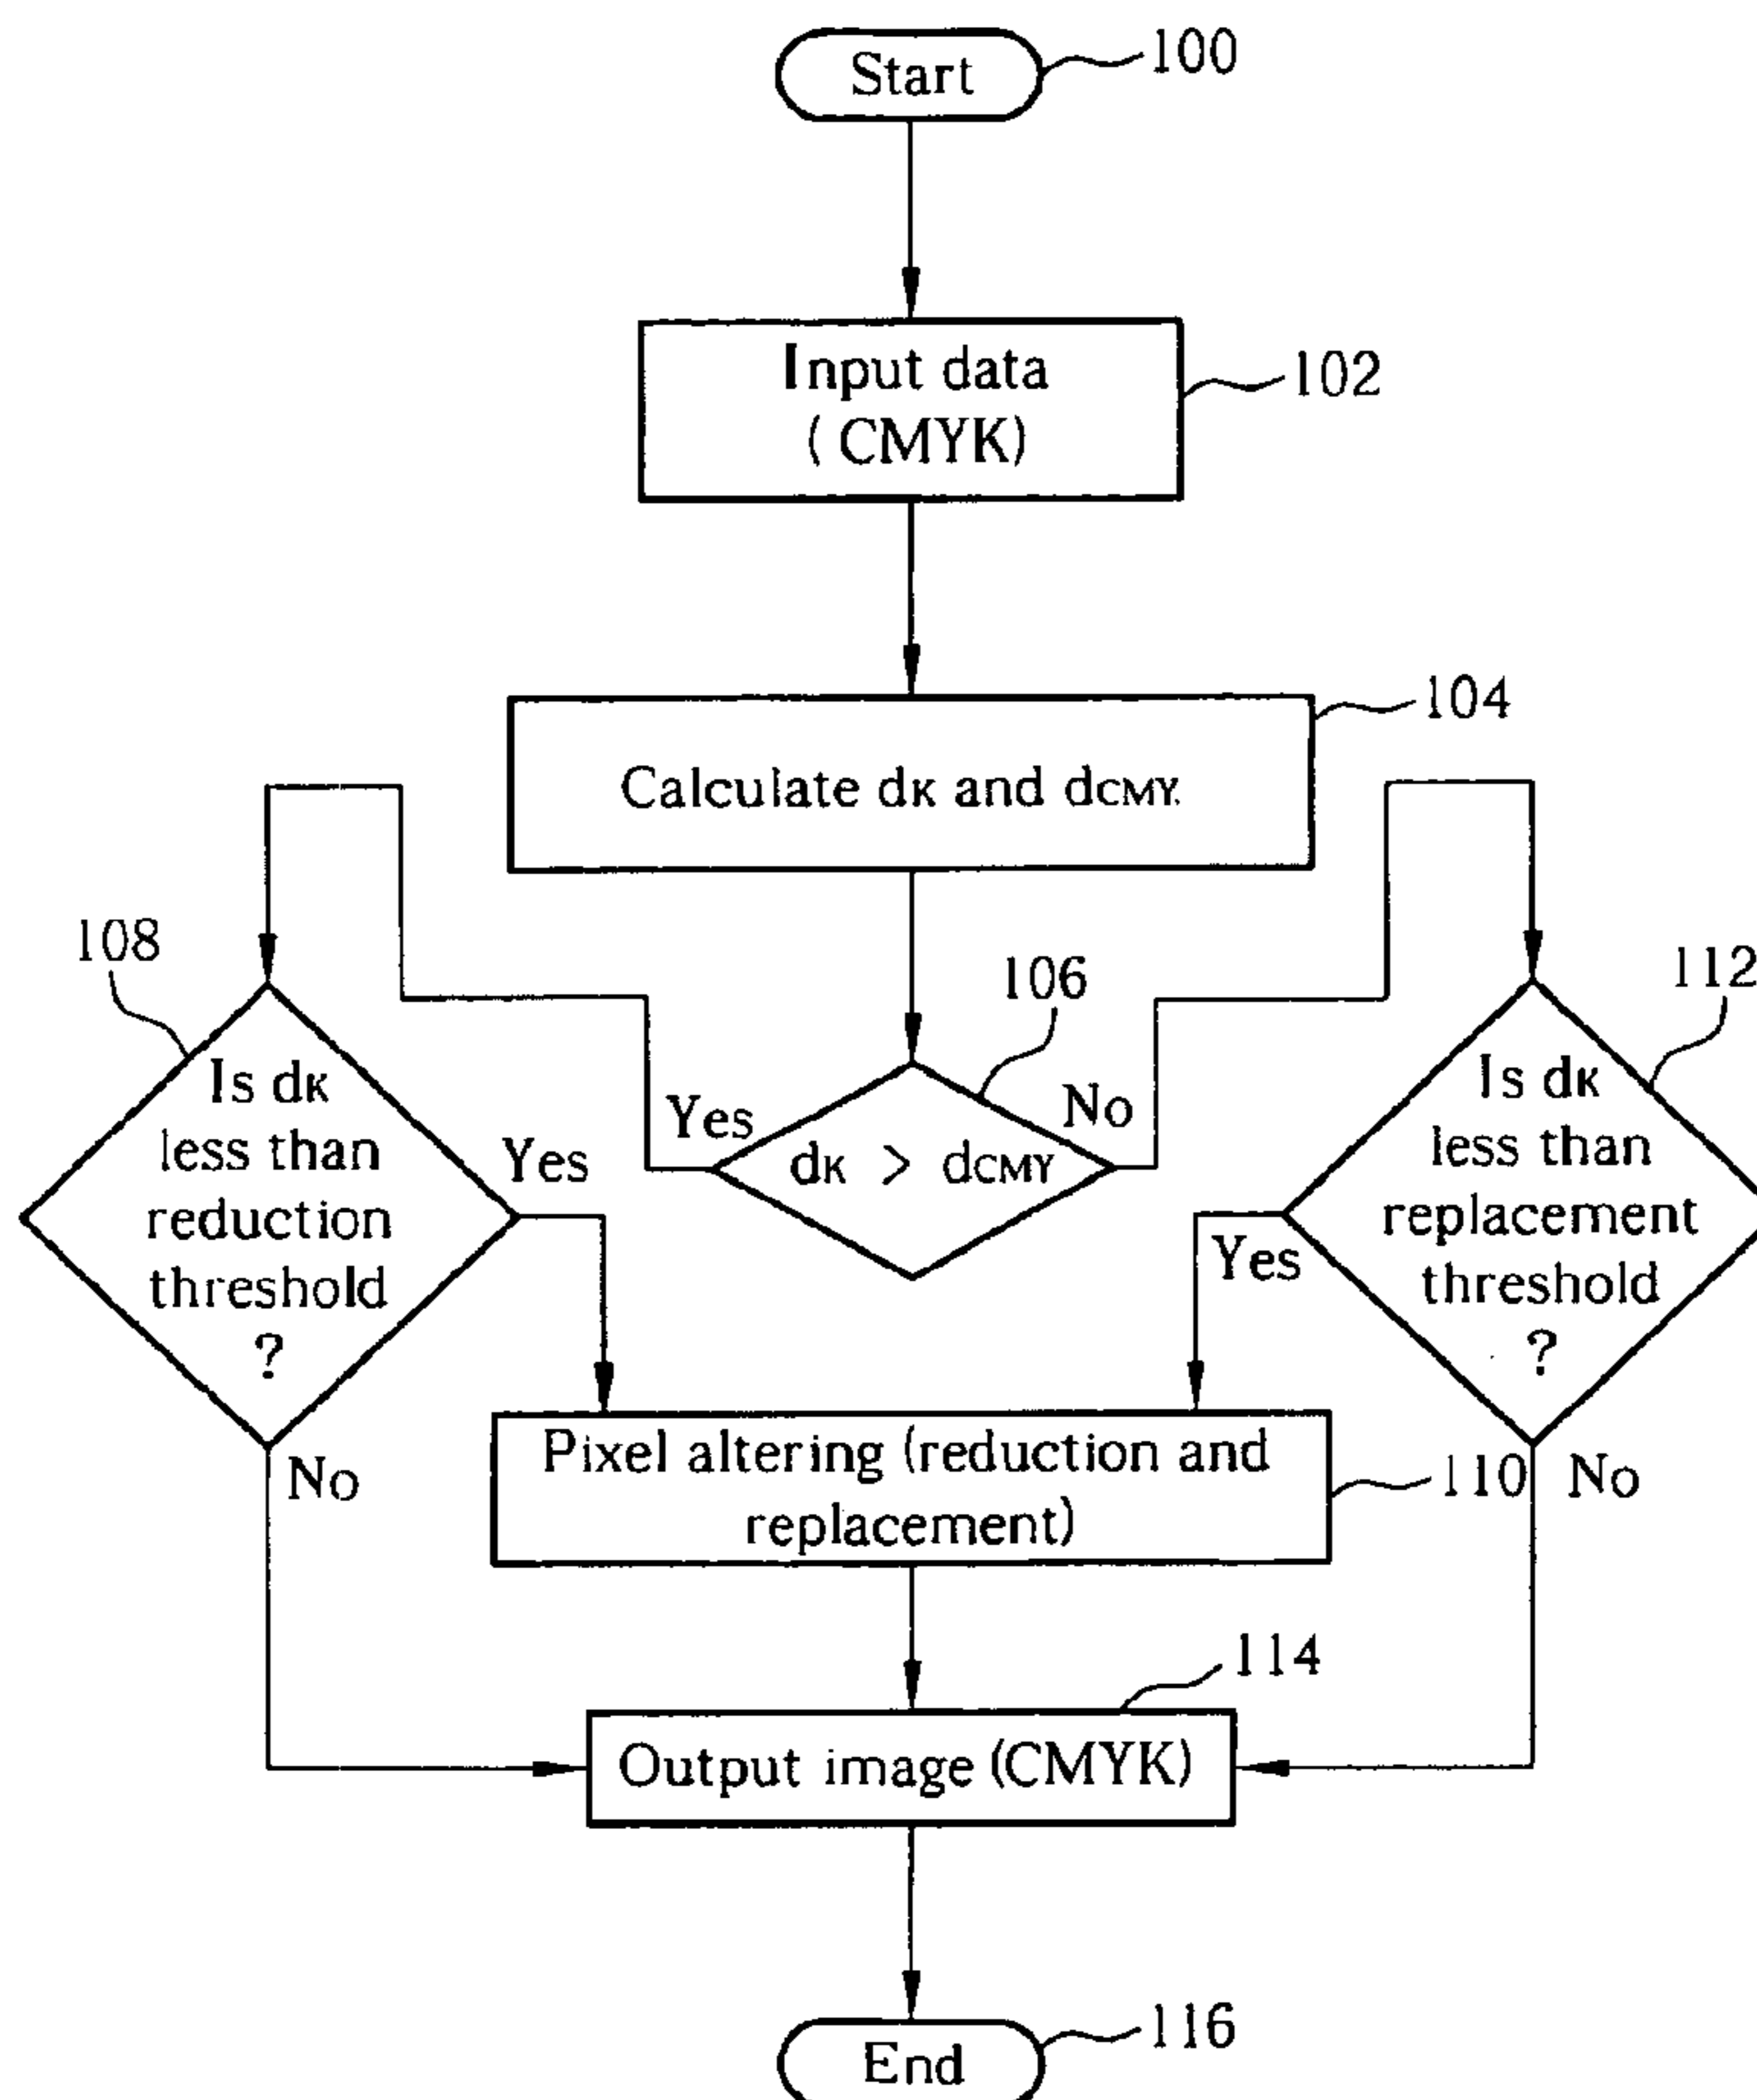 Start
100
Input data
( CMYK)
102
Calculate dK and dCMY.
104
108
106
112
Is dK
less than
reduction
threshold
?
Yes
Yes
dK > dCMY
No
Is dK
less than
replacement
threshold
?
Yes
No
Pixel altering (reduction and
replacement)
110
No
114
Output image (CMYK)
End
116